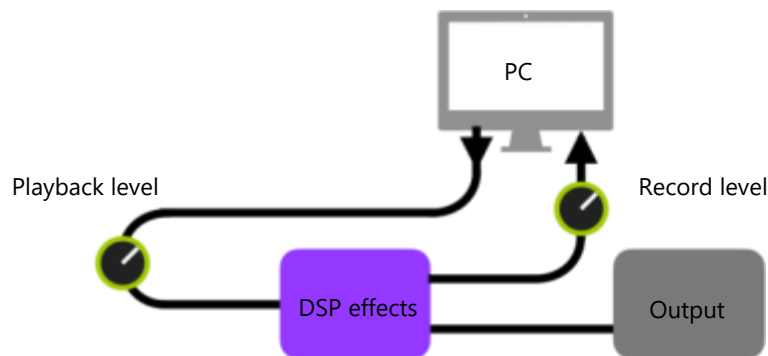 PC
Playback level
Record level
DSP effects
Output